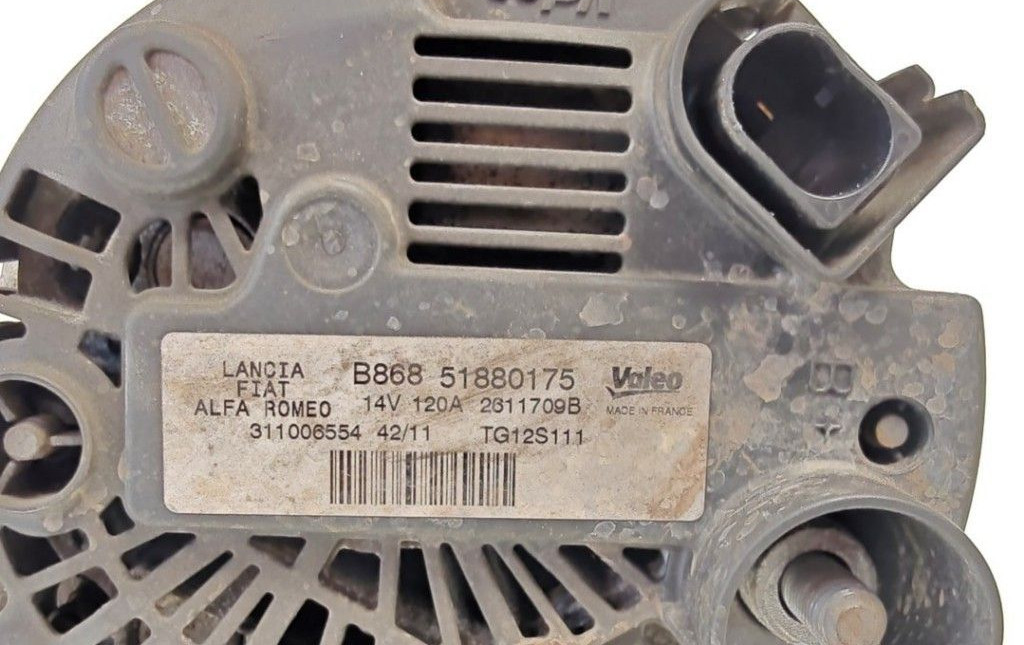 LANCIA
FIAT
ALFA ROMEO
B868 51880175
14V 120A 2611709B
311006554 42/11 TG12S111
Valeo
MADE IN FRANCE